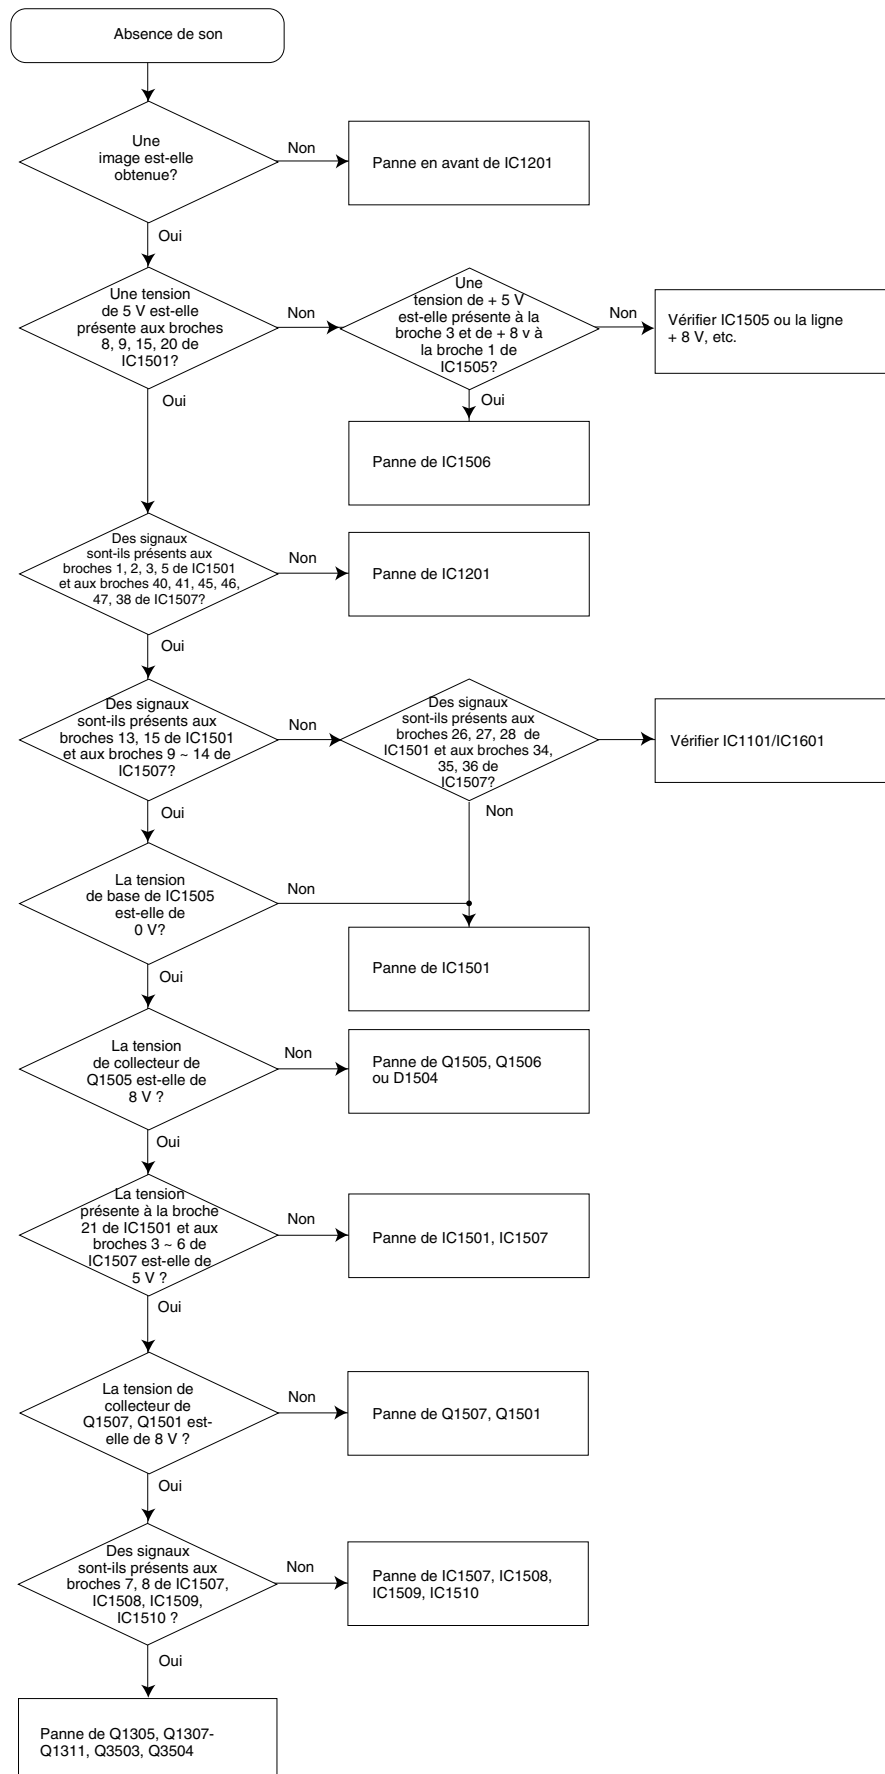 Absence de son
Une
image est-elle
obtenue?
Non
Panne en avant de IC1201
Oui
Une tension
de 5 V est-elle
présente aux broches
8, 9, 15, 20 de
IC1501?
Non
Une
tension de + 5 V
est-elle présente à la
broche 3 et de + 8 v à
la broche 1 de
IC1505?
Non
Vérifier IC1505 ou la ligne
+ 8 V, etc.
Oui
Oui
Panne de IC1506
Des signaux
sont-ils présents aux
broches 1, 2, 3, 5 de IC1501
et aux broches 40, 41, 45, 46,
47, 38 de IC1507?
Non
Panne de IC1201
Oui
Des signaux
sont-ils présents aux
broches 13, 15 de IC1501
et aux broches 9 ~ 14 de
IC1507?
Non
Des signaux
sont-ils présents aux
broches 26, 27, 28 de
IC1501 et aux broches 34,
35, 36 de
IC1507?
Vérifier IC1101/IC1601
Oui
Non
La tension
de base de IC1505
est-elle de
0 V?
Non
Panne de IC1501
Oui
La tension
de collecteur de
Q1505 est-elle de
8 V ?
Non
Panne de Q1505, Q1506
ou D1504
Oui
La tension
présente à la broche
21 de IC1501 et aux
broches 3 ~ 6 de
IC1507 est-elle de
5 V ?
Non
Panne de IC1501, IC1507
Oui
La tension de
collecteur de
Q1507, Q1501 est-
elle de 8 V ?
Non
Panne de Q1507, Q1501
Oui
Des signaux
sont-ils présents aux
broches 7, 8 de IC1507,
IC1508, IC1509,
IC1510 ?
Non
Panne de IC1507, IC1508,
IC1509, IC1510
Oui
Panne de Q1305, Q1307-
Q1311, Q3503, Q3504